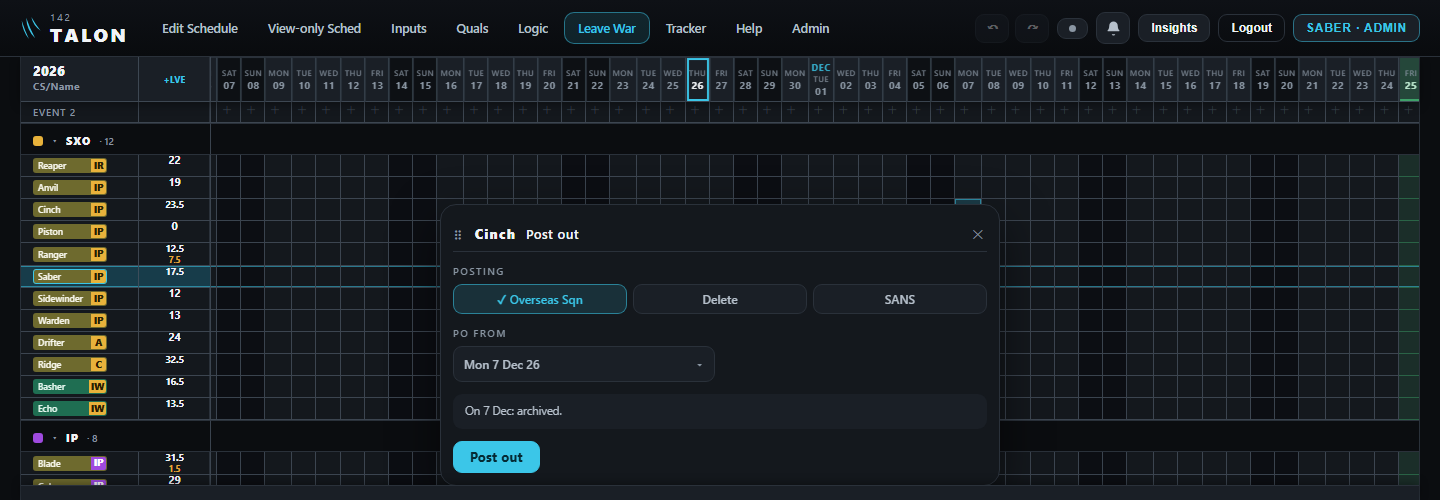 142
TALON
Edit Schedule View-only Sched Inputs Quals Logic Leave War Tracker Help Admin
Insights Logout SABER · ADMIN
2026
CS/Name
+LVE
SAT 07 SUN 08 MON 09 TUE 10 WED 11 THU 12 FRI 13 SAT 14 SUN 15 MON 16 TUE 17 WED 18 THU 19 FRI 20 SAT 21 SUN 22 MON 23 TUE 24 WED 25 THU 26 FRI 27 SAT 28 SUN 29 MON 30 DEC TUE 01 WED 02 THU 03 FRI 04 SAT 05 SUN 06 MON 07 TUE 08 WED 09 THU 10 FRI 11 SAT 12 SUN 13 MON 14 TUE 15 WED 16 THU 17 FRI 18 SAT 19 SUN 20 MON 21 TUE 22 WED 23 THU 24 FRI 25
EVENT 2 + + + + + + + + + + + + + + + + + + + + + + + + + + + + + + + + + + + + + + + + + + + + + + + + +
SXO · 12
Reaper IR 22
Anvil IP 19
Cinch IP 23.5
Piston IP 0
Ranger IP 12.5
7.5
Saber IP 17.5
Sidewinder IP 12
Warden IP 13
Drifter A 24
Ridge C 32.5
Basher IW 16.5
Echo IW 13.5
IP · 8
Blade IP 31.5
1.5
29
Cinch Post out
POSTING
✓ Overseas Sqn Delete SANS
PO FROM
Mon 7 Dec 26
On 7 Dec: archived.
Post out